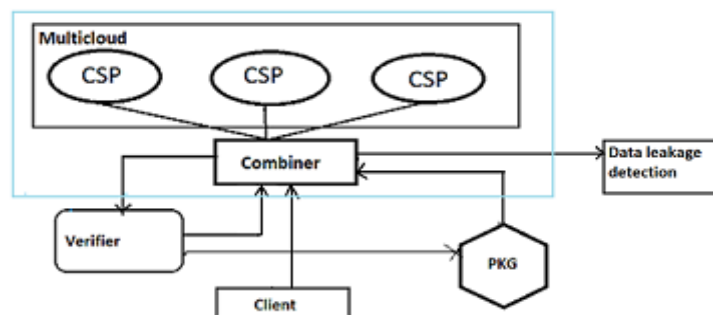 Multicloud
CSP
CSP
CSP
Combiner
Data leakage
detection
Verifier
PKG
Client